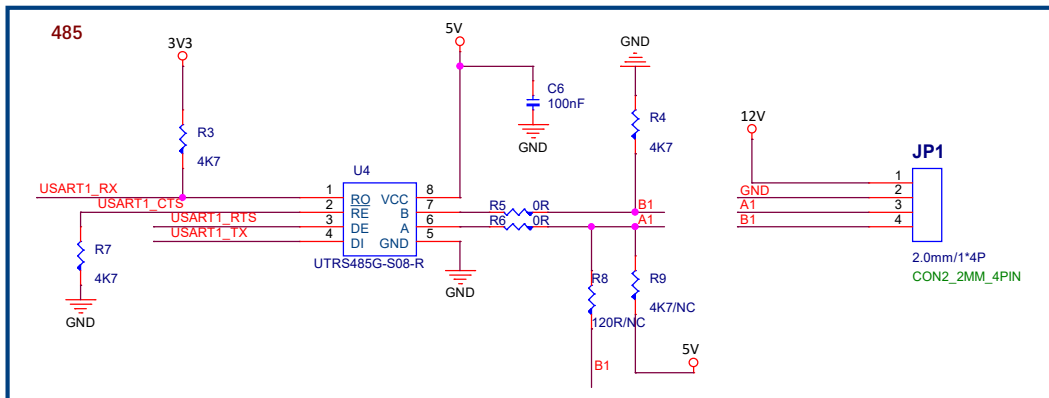 485
3V3
5V
GND
C6
100nF
GND
R3
4K7
R4
4K7
12V
JP1
U4
USART1_RX
1
RO
VCC
8
1
USART1_CTS
2
RE
B
7
R5
0R
B1
GND
2
USART1_RTS
3
DE
A
6
R6
0R
A1
A1
3
USART1_TX
4
DI
GND
5
B1
4
R7
4K7
GND
UTRS485G-S08-R
GND
R8
120R/NC
R9
4K7/NC
2.0mm/1*4P
CON2_2MM_4PIN
B1
5V